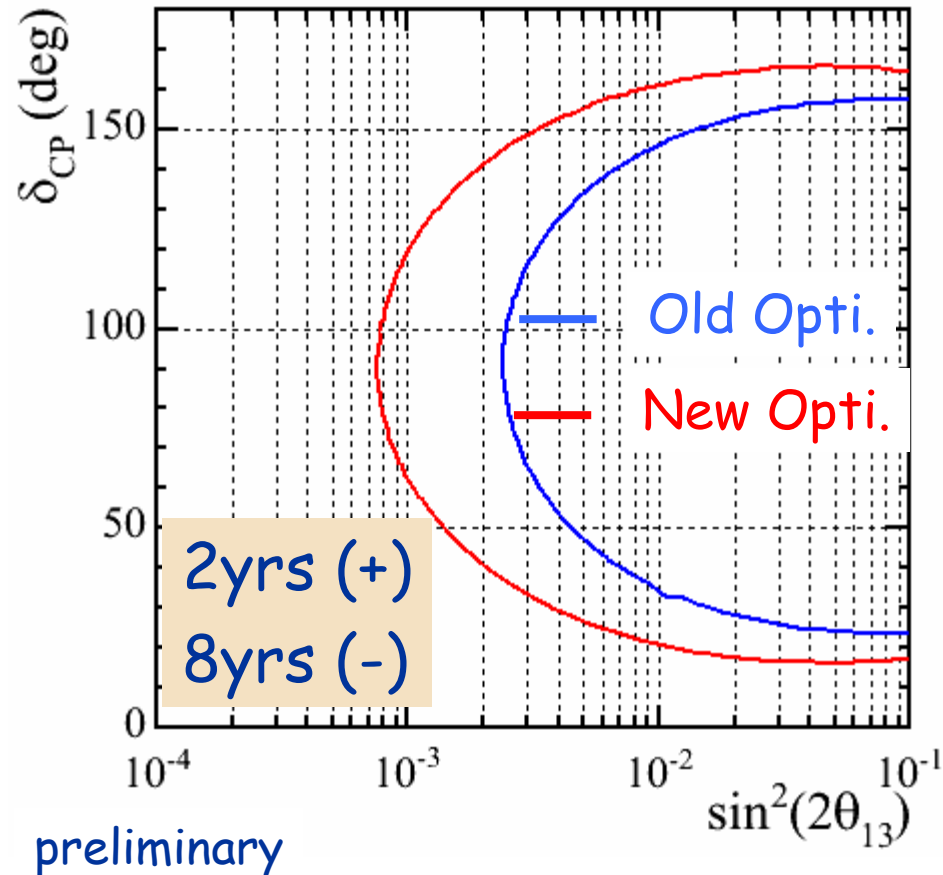 δCP (deg)
150
100
50
0
Old Opti.
New Opti.
2yrs (+)
8yrs (-)
10⁻⁴
10⁻³
10⁻²
10⁻¹
sin²(2θ₁₃)
preliminary